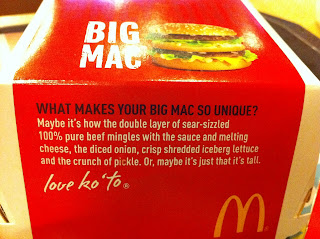 BIG
MAC
WHAT MAKES YOUR BIG MAC SO UNIQUE?
Maybe it's how the double layer of sear-sizzled
100% pure beef mingles with the sauce and melting
cheese, the diced onion, crisp shredded iceberg lettuce
and the crunch of pickle. Or, maybe it's just that it's tall.
love ko 'to®